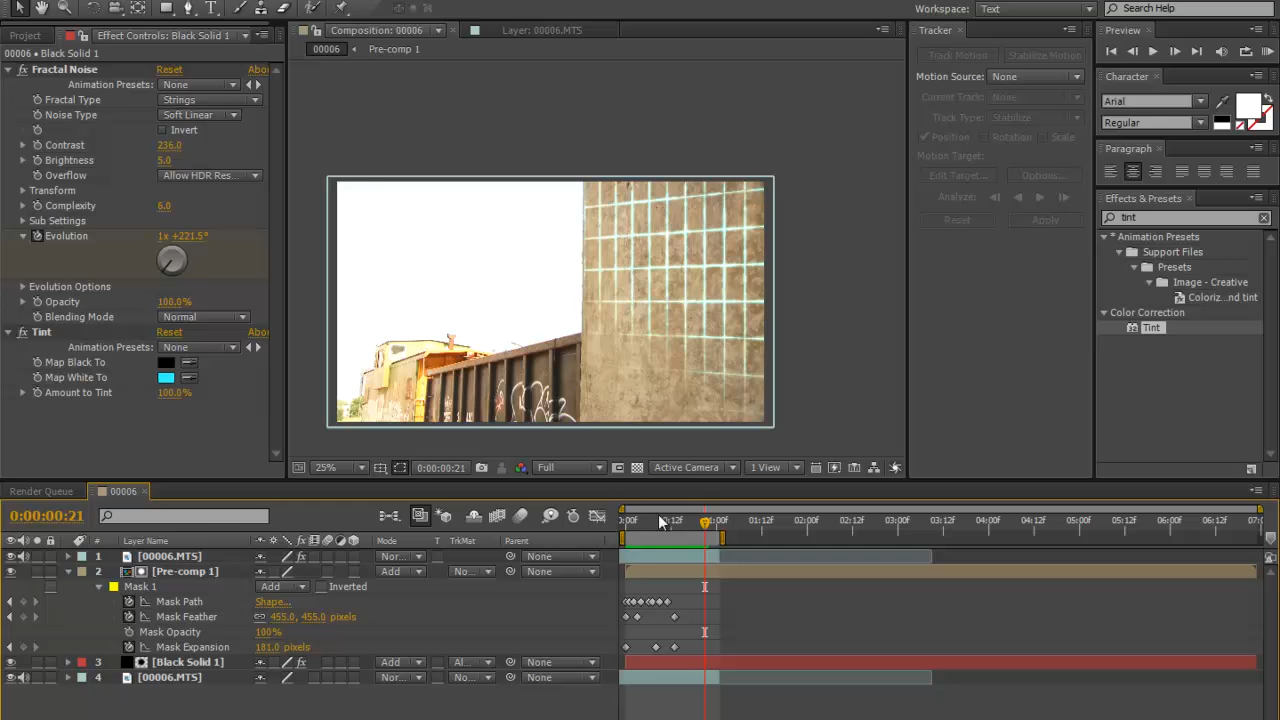 Workspace: Text Search Help
Project Effect Controls: Black Solid 1 Composition: 00006 Layer: 00006.MTS Tracker Preview
00006 • Black Solid 1 00006 Pre-comp 1
Fractal Noise Reset Abo
Animation Presets: None
Fractal Type Strings
Noise Type Soft Linear
Invert
Contrast 236.0
Brightness 5.0
Overflow Allow HDR Res...
Transform
Complexity 6.0
Sub Settings
Evolution 1x +221.5°
Evolution Options
Opacity 100.0%
Blending Mode Normal
Tint Reset Abo
Animation Presets: None
Map Black To
Map White To
Amount to Tint 100.0%
25% 0:00:00:21 Full Active Camera 1 View
Track Motion Stabilize Motion
Motion Source: None
Current Track: None
Track Type: Stabilize
Position Rotation Scale
Motion Target:
Edit Target... Options...
Analyze:
Reset Apply
Character
Arial
Regular
Paragraph
Effects & Presets
tint
* Animation Presets
Support Files
Presets
Image - Creative
Coloriz...nd tint
Color Correction
Tint
Render Queue 00006
0:00:00:21
0:00f 0:12f 01:00f 01:12f 02:00f 02:12f 03:00f 03:12f 04:00f 04:12f 05:00f 05:12f 06:00f 06:12f 07:0
# Layer Name Mode T TrkMat Parent
1 [00006.MTS] Nor... None
2 [Pre-comp 1] Nor... No... None
Mask 1 Add Inverted
Mask Path Shape...
Mask Feather 455.0, 455.0 pixels
Mask Opacity 100%
Mask Expansion 181.0 pixels
3 [Black Solid 1] Add Al... None
4 [00006.MTS] Nor... No... None